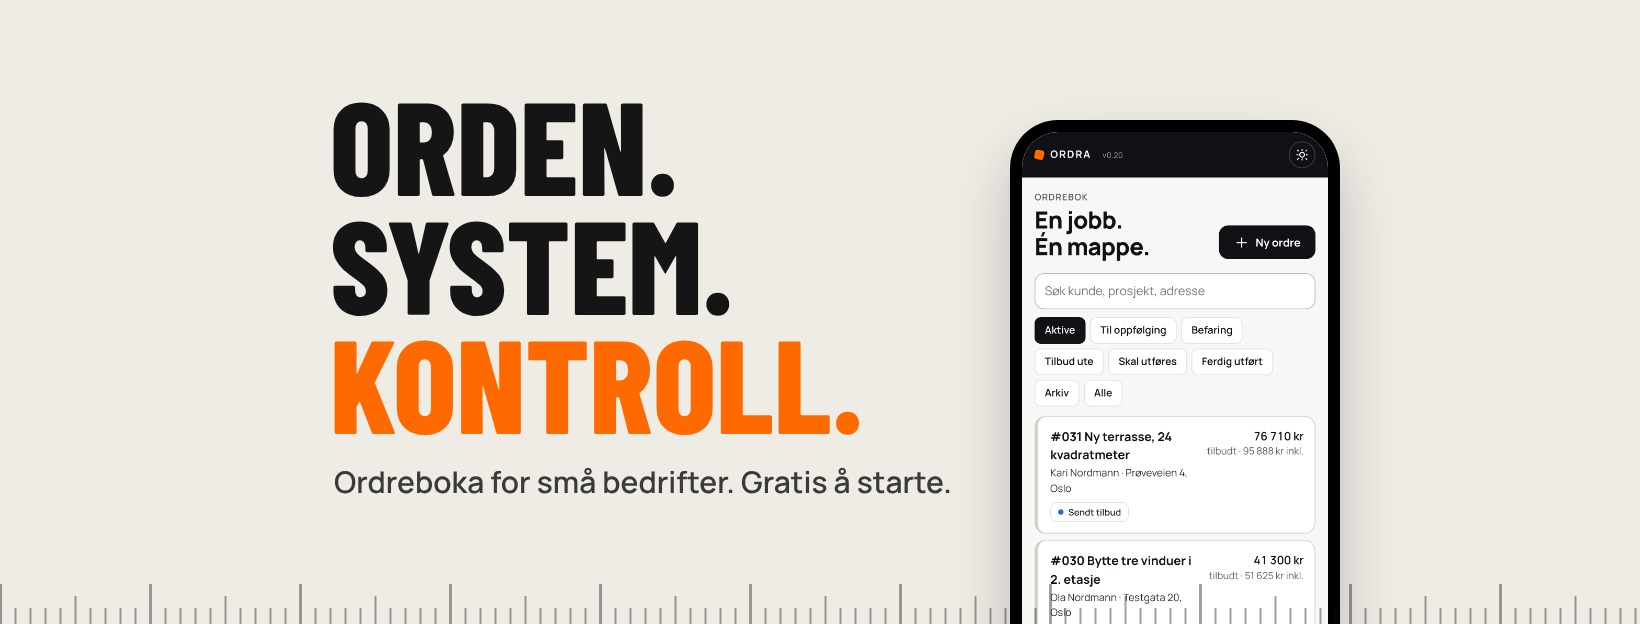 ORDEN.
SYSTEM.
KONTROLL.
Ordreboka for små bedrifter. Gratis å starte.
ORDRA v0.20
ORDREBOK
En jobb.
Én mappe.
Ny ordre
Søk kunde, prosjekt, adresse
Aktive Til oppfølging Befaring
Tilbud ute Skal utføres Ferdig utført
Arkiv Alle
#031 Ny terrasse, 24 76 710 kr
kvadratmeter tilbudt · 95 888 kr inkl.
Kari Nordmann · Prøveveien 4,
Oslo
Sendt tilbud
#030 Bytte tre vinduer i 41 300 kr
2. etasje tilbudt · 51 625 kr inkl.
Ola Nordmann · Testgata 20,
Oslo